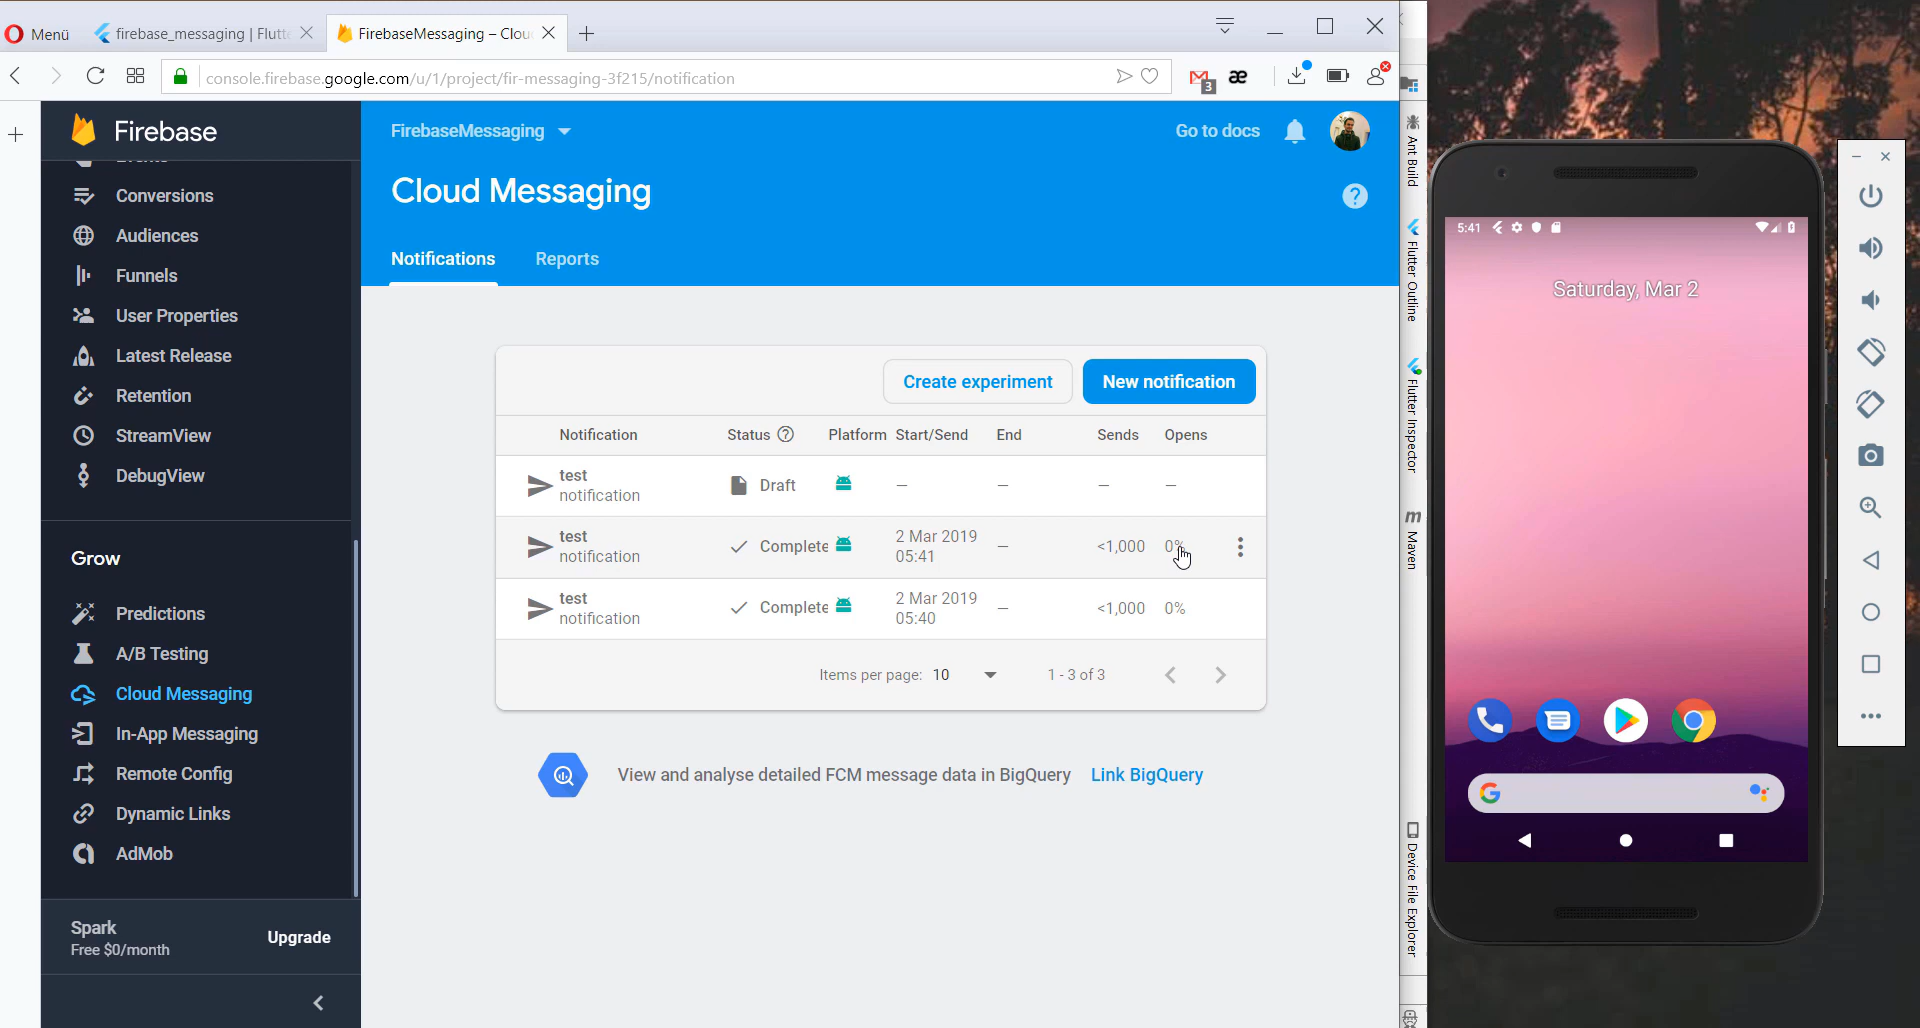 Menü
firebase_messaging | Flutt
FirebaseMessaging – Clou
console.firebase.google.com/u/1/project/fir-messaging-3f215/notification
3
Firebase
Conversions
Audiences
Funnels
User Properties
Latest Release
Retention
StreamView
DebugView
Grow
Predictions
A/B Testing
Cloud Messaging
In-App Messaging
Remote Config
Dynamic Links
AdMob
Spark
Free $0/month
Upgrade
FirebaseMessaging
Go to docs
Cloud Messaging
Notifications Reports
Create experiment New notification
Notification Status Platform Start/Send End Sends Opens
test
notification
Draft – – – –
test
notification
Complete 2 Mar 2019
05:41
– <1,000 0%
test
notification
Complete 2 Mar 2019
05:40
– <1,000 0%
Items per page: 10 1 - 3 of 3
View and analyse detailed FCM message data in BigQuery Link BigQuery
Ant Build
Flutter Outline
Flutter Inspector
Maven
Device File Explorer
5:41
Saturday, Mar 2